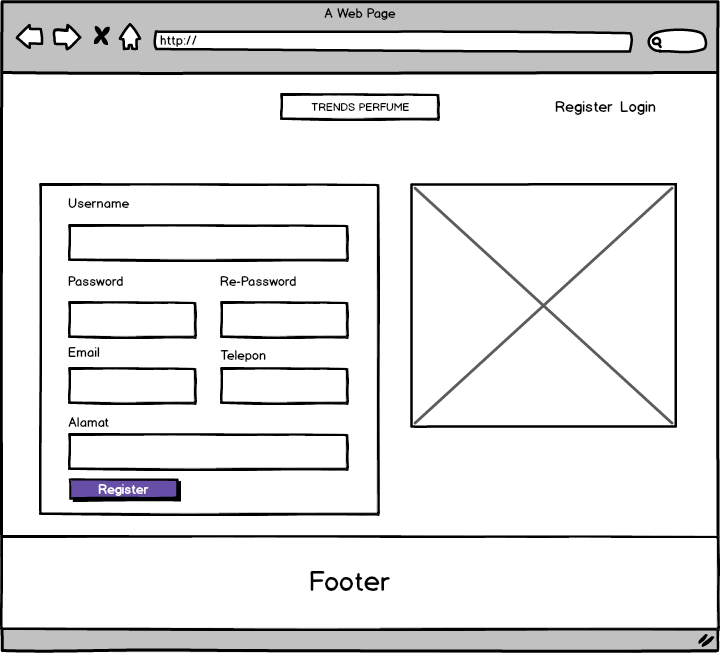 A Web Page
http://
TRENDS PERFUME
Register Login
Username
Password Re-Password
Email Telepon
Alamat
Register
Footer